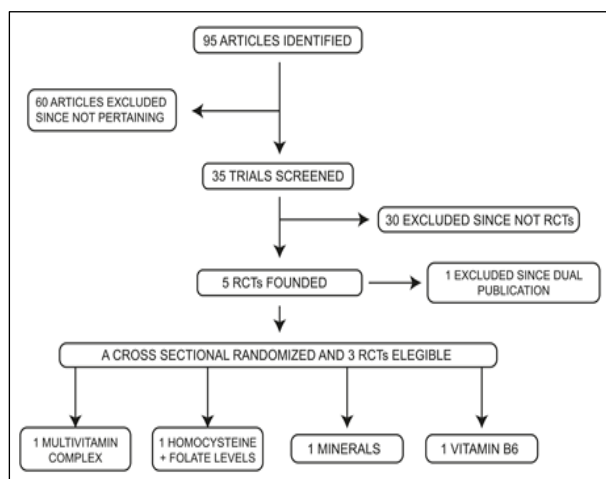 95 ARTICLES IDENTIFIED
60 ARTICLES EXCLUDED
SINCE NOT PERTAINING
35 TRIALS SCREENED
30 EXCLUDED SINCE NOT RCTs
5 RCTs FOUNDED
1 EXCLUDED SINCE DUAL
PUBLICATION
A CROSS SECTIONAL RANDOMIZED AND 3 RCTs ELEGIBLE
1 MULTIVITAMIN
COMPLEX
1 HOMOCYSTEINE
+ FOLATE LEVELS
1 MINERALS
1 VITAMIN B6